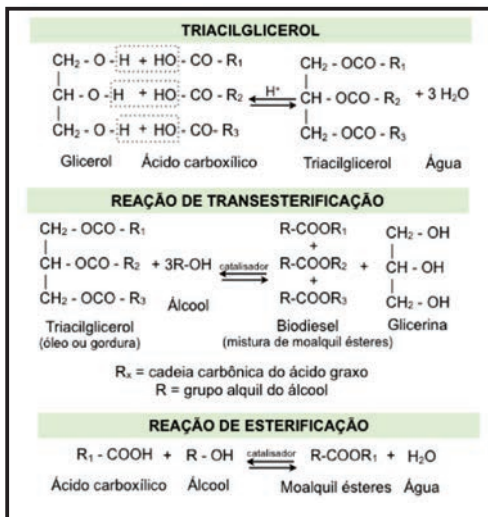 TRIACILGLICEROL
CH₂ - O - H + HO - CO - R₁ CH₂ - OCO - R₁
CH - O - H + HO - CO - R₂ H⁺ CH - OCO - R₂ + 3 H₂O
CH₂ - O - H + HO - CO - R₃ CH₂ - OCO - R₃
Glicerol Ácido carboxílico Triacilglicerol Água
REAÇÃO DE TRANSESTERIFICAÇÃO
CH₂ - OCO - R₁ R-COOR₁ CH₂ - OH
+
CH - OCO - R₂ + 3R-OH catalisador R-COOR₂ + CH - OH
+
CH₂ - OCO - R₃ Álcool R-COOR₃ CH₂ - OH
Triacilglicerol Biodiesel Glicerina
(óleo ou gordura) (mistura de moalquil ésteres)
Rₓ = cadeia carbônica do ácido graxo
R = grupo alquil do álcool
REAÇÃO DE ESTERIFICAÇÃO
R₁ - COOH + R - OH catalisador R-COOR₁ + H₂O
Ácido carboxílico Álcool Moalquil ésteres Água